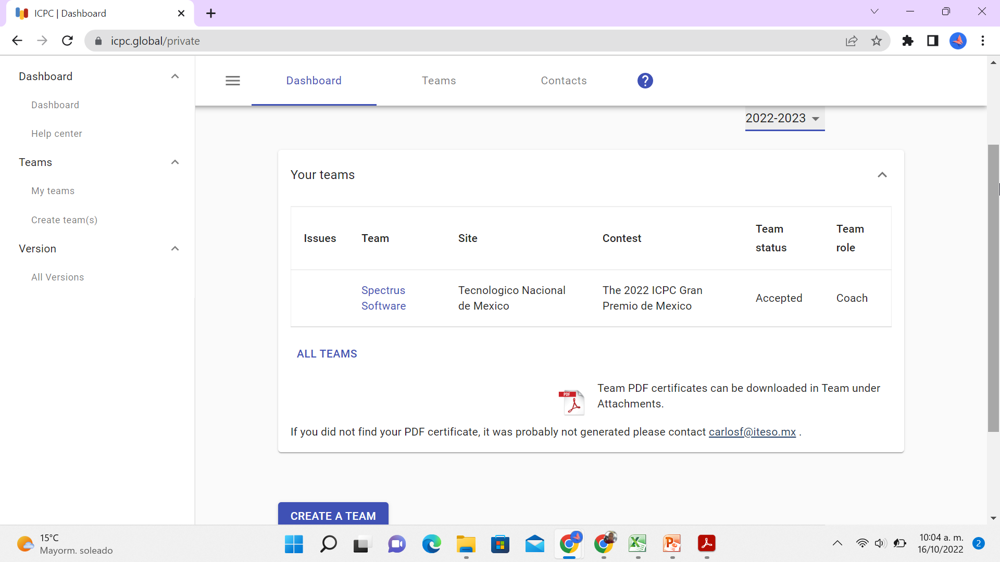 ICPC | Dashboard
icpc.global/private
Dashboard
Dashboard
Help center
Teams
My teams
Create team(s)
Version
All Versions
Dashboard Teams Contacts ?
2022-2023
Your teams
Issues Team Site Contest Team status Team role
Spectrus Software Tecnologico Nacional de Mexico The 2022 ICPC Gran Premio de Mexico Accepted Coach
ALL TEAMS
PDF
Team PDF certificates can be downloaded in Team under
Attachments.
If you did not find your PDF certificate, it was probably not generated please contact carlosf@iteso.mx .
CREATE A TEAM
15°C
Mayorm. soleado
10:04 a. m.
16/10/2022
2